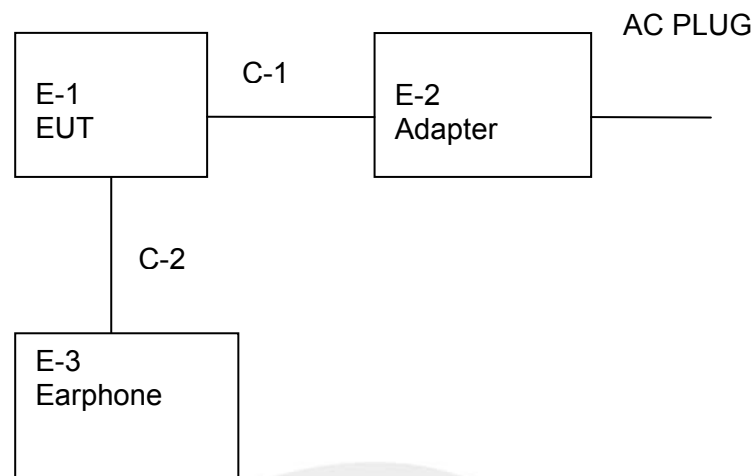 AC PLUG
C-1
E-1
EUT
E-2
Adapter
C-2
E-3
Earphone